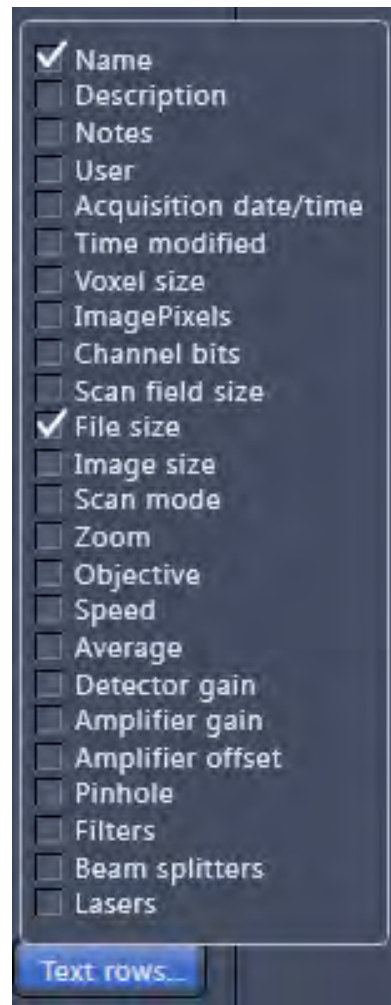 Name
Description
Notes
User
Acquisition date/time
Time modified
Voxel size
ImagePixels
Channel bits
Scan field size
File size
Image size
Scan mode
Zoom
Objective
Speed
Average
Detector gain
Amplifier gain
Amplifier offset
Pinhole
Filters
Beam splitters
Lasers
Text rows...